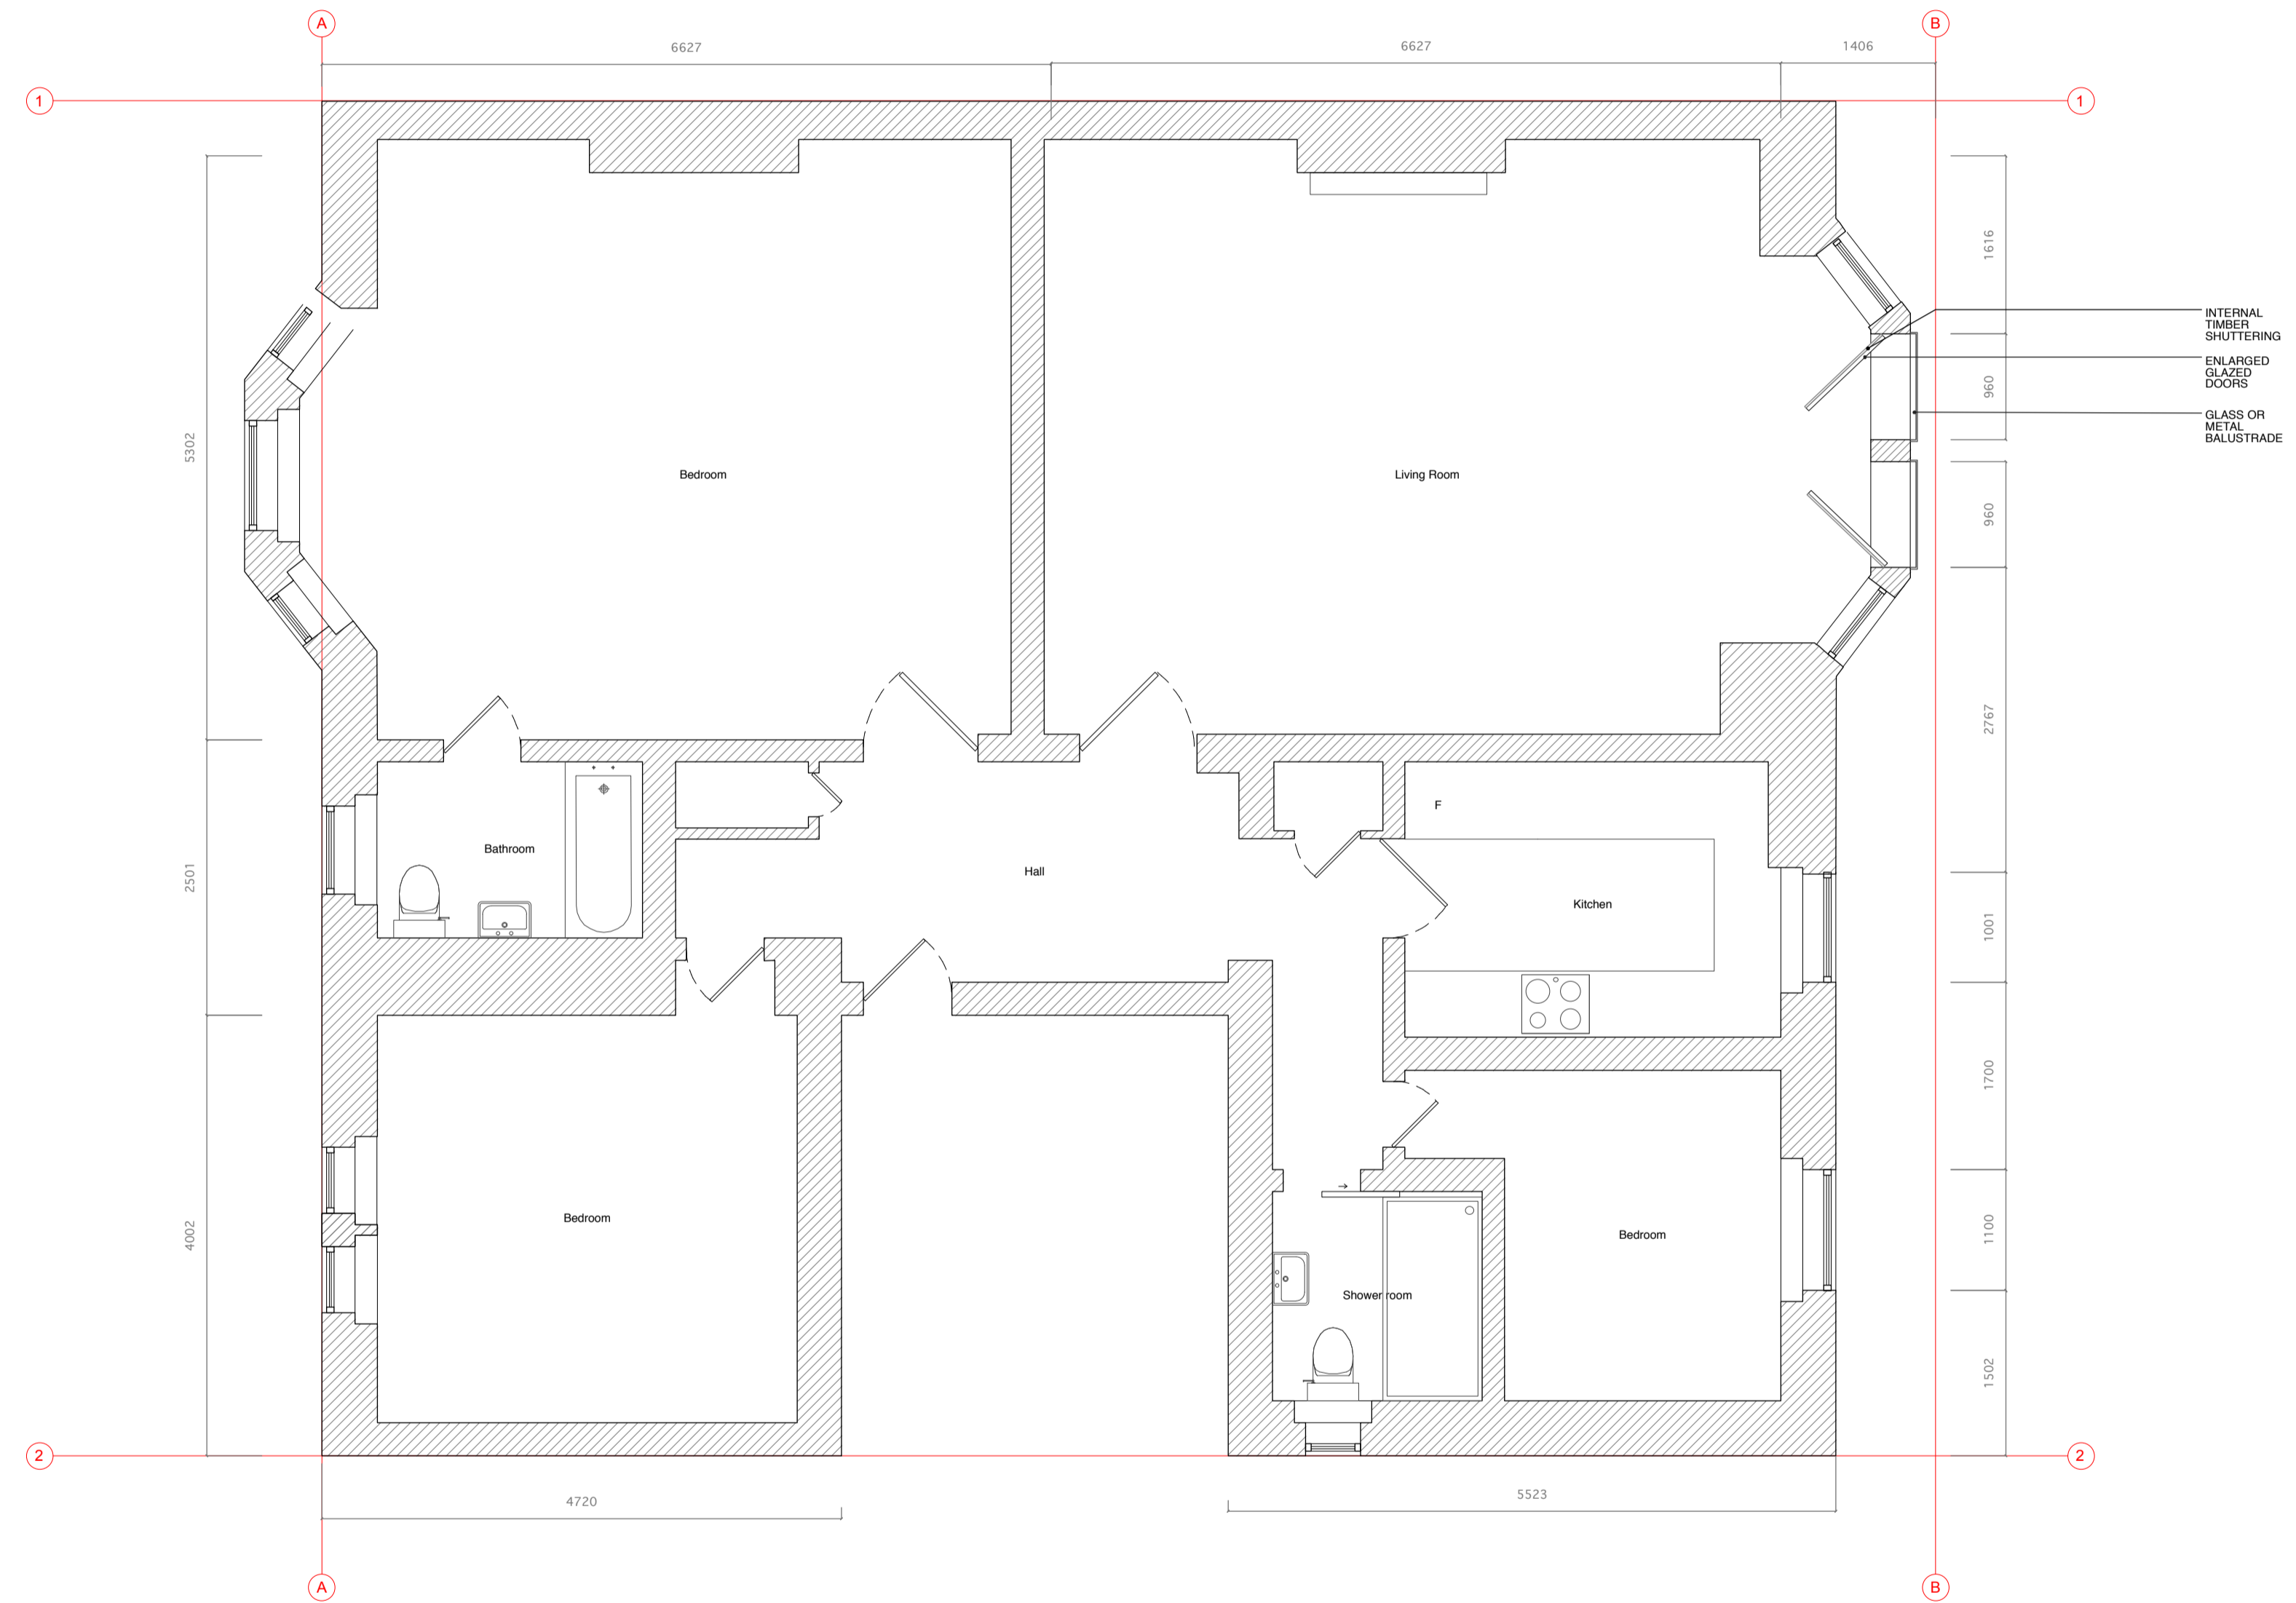 A
B
6627
6627
1406
1
1
1616
INTERNAL
TIMBER
SHUTTERING
ENLARGED
GLAZED
DOORS
960
GLASS OR
METAL
BALUSTRADE
5302
Bedroom
Living Room
960
2767
F
Bathroom
2501
Hall
Kitchen
1001
1700
Bedroom
4002
Bedroom
1100
Shower room
1502
2
2
4720
5523
A
B